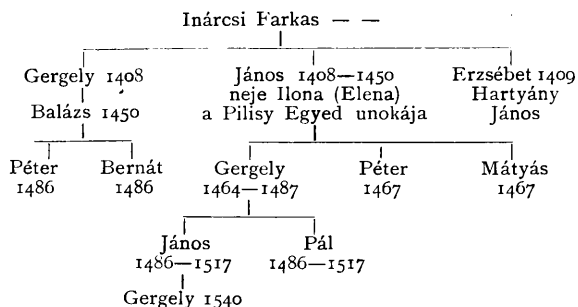 Inárcsi Farkas — —
Gergely 1408 János 1408—1450 Erzsébet 1409
neje Ilona (Elena) Hartyány
Balázs 1450 a Pilisy Egyed unokája János
Péter Bernát Gergely Péter Mátyás
1486 1486 1464—1487 1467 1467
János Pál
1486—1517 1486—1517
Gergely 1540